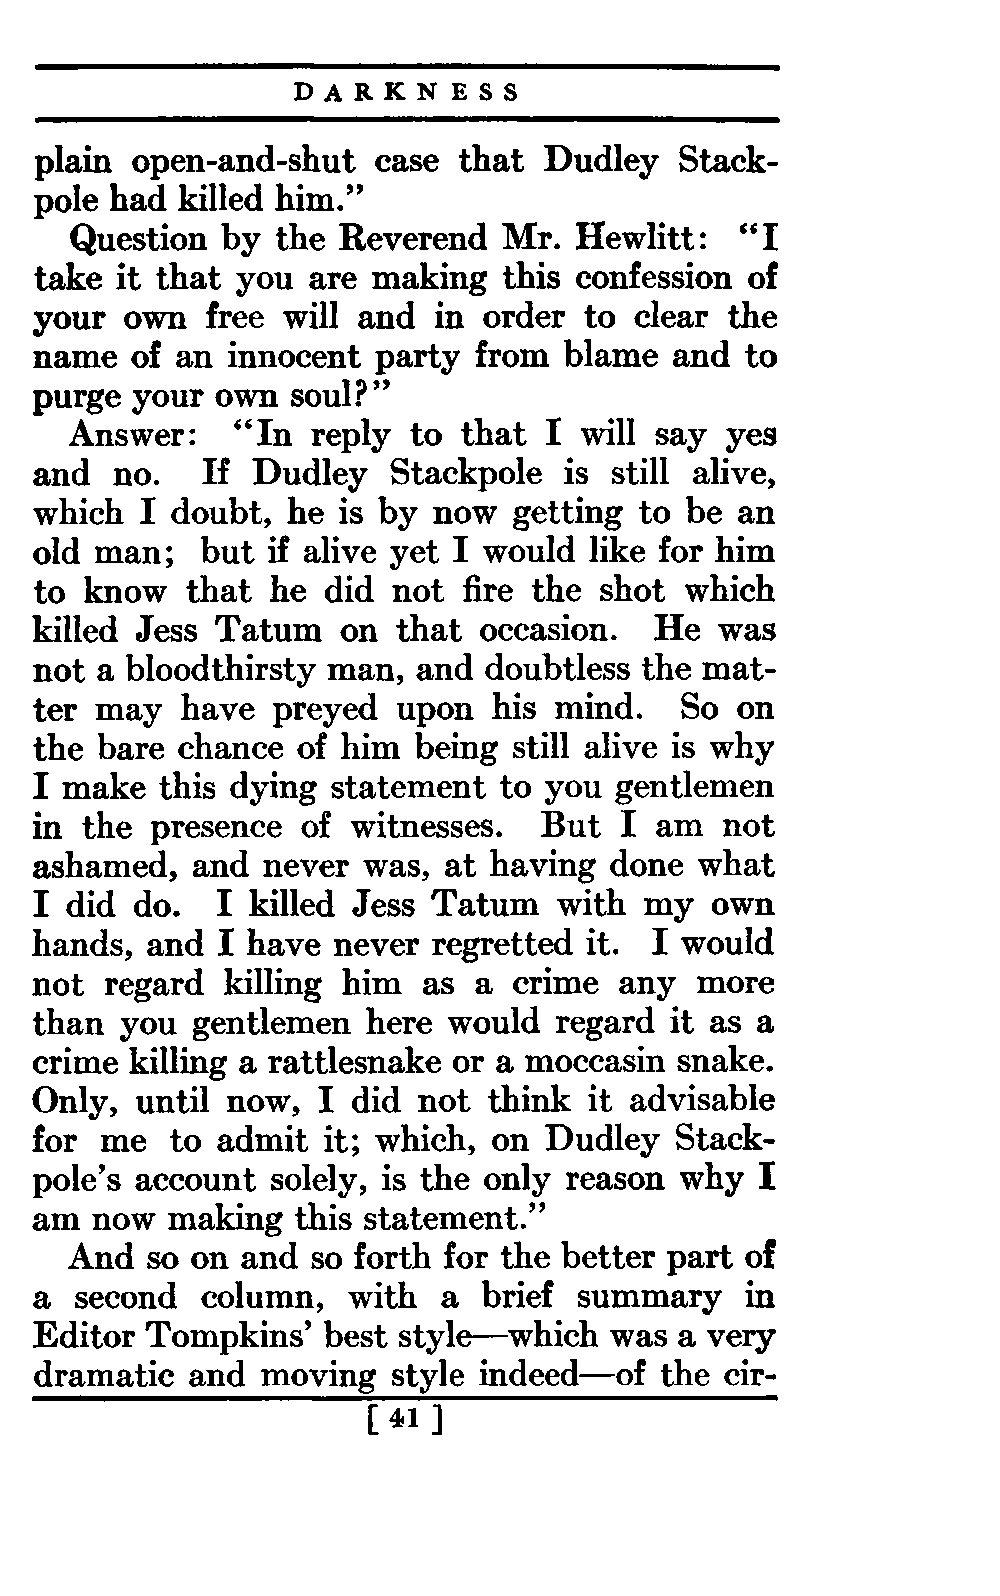 DARKNESS
plain open-and-shut case that Dudley Stack-
pole had killed him.”
Question by the Reverend Mr. Hewlitt: “I
take it that you are making this confession of
your own free will and in order to clear the
name of an innocent party from blame and to
purge your own soul?”
Answer: “In reply to that I will say yes
and no. If Dudley Stackpole is still alive,
which I doubt, he is by now getting to be an
old man; but if alive yet I would like for him
to know that he did not fire the shot which
killed Jess Tatum on that occasion. He was
not a bloodthirsty man, and doubtless the mat-
ter may have preyed upon his mind. So on
the bare chance of him being still alive is why
I make this dying statement to you gentlemen
in the presence of witnesses. But I am not
ashamed, and never was, at having done what
I did do. I killed Jess Tatum with my own
hands, and I have never regretted it. I would
not regard killing him as a crime any more
than you gentlemen here would regard it as a
crime killing a rattlesnake or a moccasin snake.
Only, until now, I did not think it advisable
for me to admit it; which, on Dudley Stack-
pole’s account solely, is the only reason why I
am now making this statement.”
And so on and so forth for the better part of
a second column, with a brief summary in
Editor Tompkins’ best style—which was a very
dramatic and moving style indeed—of the cir-
[ 41 ]